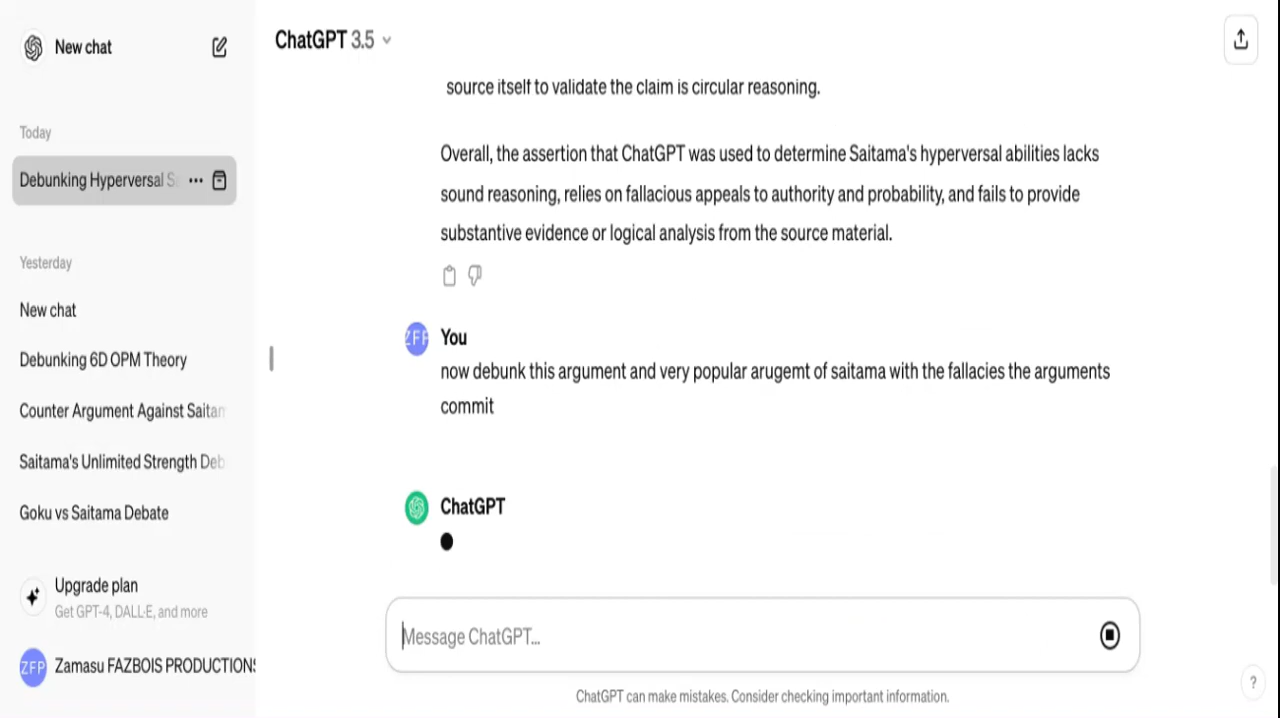 New chat
Today
Debunking Hyperversal S
Yesterday
New chat
Debunking 6D OPM Theory
Counter Argument Against Saitan
Saitama's Unlimited Strength Deb
Goku vs Saitama Debate
Upgrade plan
Get GPT-4, DALL·E, and more
ZFP Zamasu FAZBOIS PRODUCTIONS
ChatGPT 3.5
source itself to validate the claim is circular reasoning.
Overall, the assertion that ChatGPT was used to determine Saitama's hyperversal abilities lacks
sound reasoning, relies on fallacious appeals to authority and probability, and fails to provide
substantive evidence or logical analysis from the source material.
ZFP You
now debunk this argument and very popular arugemt of saitama with the fallacies the arguments
commit
ChatGPT
Message ChatGPT...
ChatGPT can make mistakes. Consider checking important information.
?